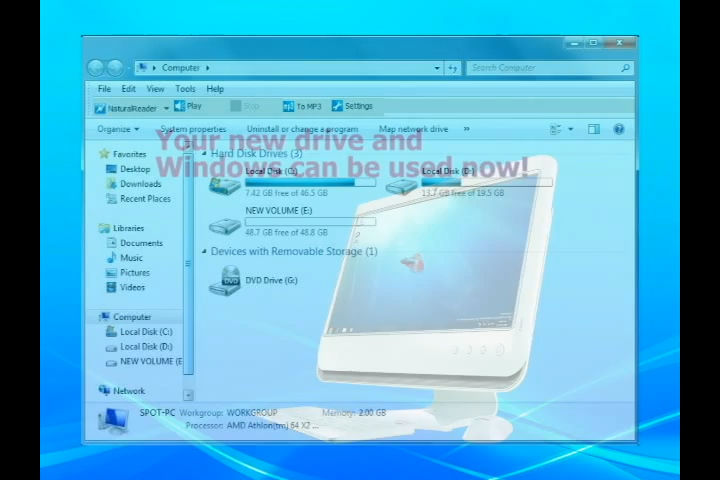 Computer
Search Computer
File Edit View Tools Help
NaturalReader Play Stop To MP3 Settings
Organize System properties Uninstall or change a program Map network drive »
Your new drive and
Windows can be used now!
Favorites
Desktop
Downloads
Recent Places
Libraries
Documents
Music
Pictures
Videos
Computer
Local Disk (C:)
Local Disk (D:)
NEW VOLUME (E
Network
Hard Disk Drives (3)
Local Disk (C:)
7.42 GB free of 46.5 GB
Local Disk (D:)
13.7 GB free of 19.5 GB
NEW VOLUME (E:)
48.7 GB free of 48.8 GB
Devices with Removable Storage (1)
DVD Drive (G:)
SPOT-PC Workgroup: WORKGROUP Memory: 2.00 GB
Processor: AMD Athlon(tm) 64 X2 ...